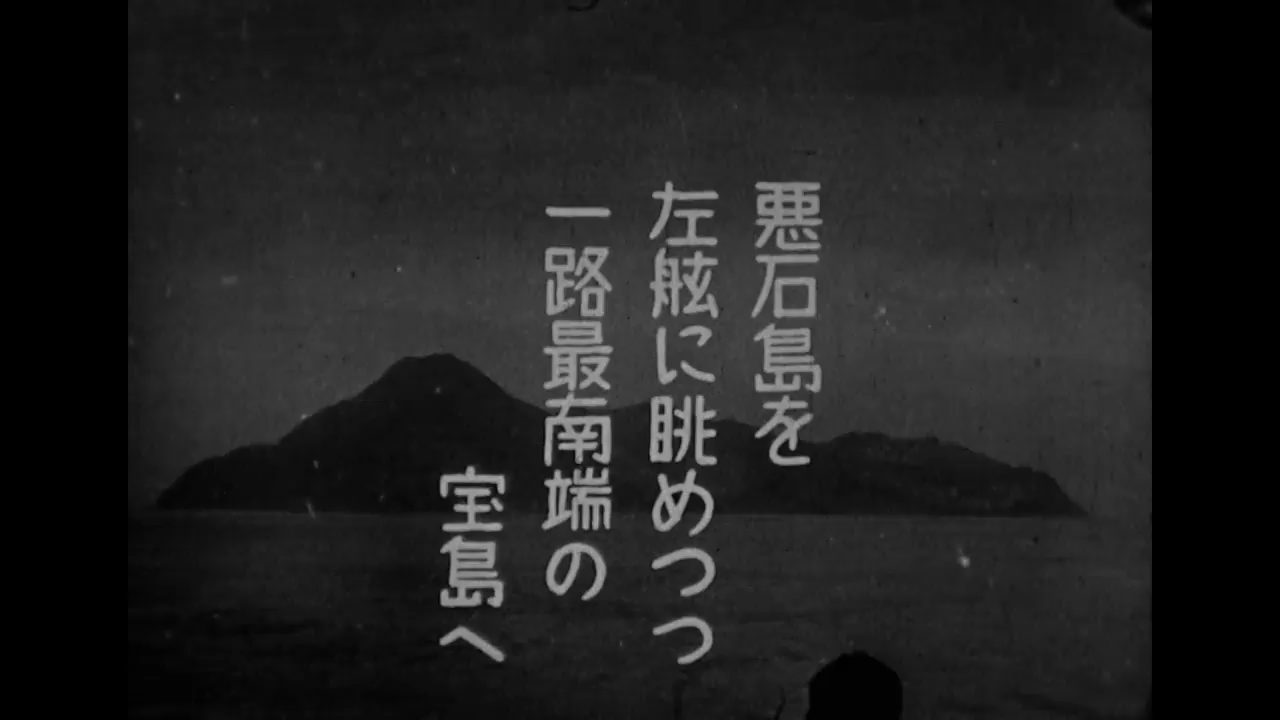 悪石島を
左舷に眺めつつ
一路最南端の
宝島へ